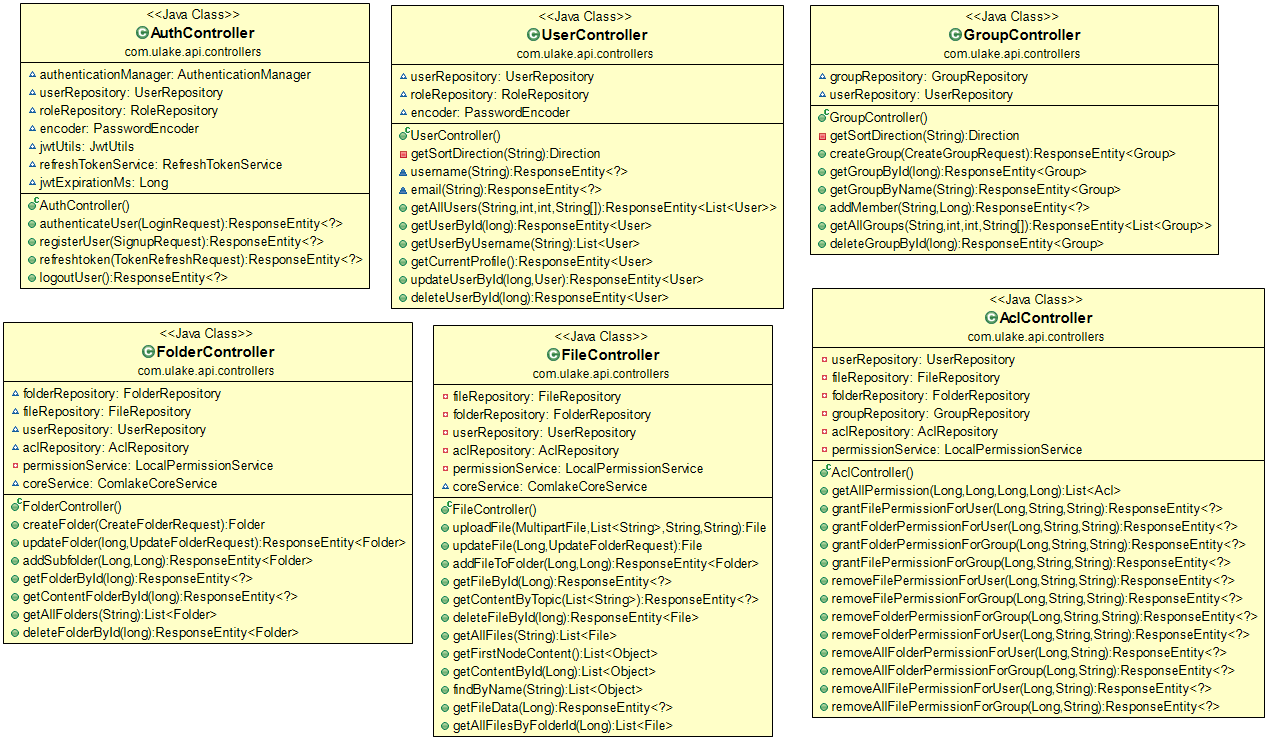 <<Java Class>>
AuthController
com.ulake.api.controllers
authenticationManager: AuthenticationManager
userRepository: UserRepository
roleRepository: RoleRepository
encoder: PasswordEncoder
jwtUtils: JwtUtils
refreshTokenService: RefreshTokenService
jwtExpirationMs: Long
AuthController()
authenticateUser(LoginRequest):ResponseEntity<?>
registerUser(SignupRequest):ResponseEntity<?>
refreshtoken(TokenRefreshRequest):ResponseEntity<?>
logoutUser():ResponseEntity<?>
<<Java Class>>
UserController
com.ulake.api.controllers
userRepository: UserRepository
roleRepository: RoleRepository
encoder: PasswordEncoder
UserController()
getSortDirection(String):Direction
username(String):ResponseEntity<?>
email(String):ResponseEntity<?>
getAllUsers(String,int,int,String[]):ResponseEntity<List<User>>
getUserById(long):ResponseEntity<User>
getUserByUsername(String):List<User>
getCurrentProfile():ResponseEntity<User>
updateUserById(long,User):ResponseEntity<User>
deleteUserById(long):ResponseEntity<User>
<<Java Class>>
GroupController
com.ulake.api.controllers
groupRepository: GroupRepository
userRepository: UserRepository
GroupController()
getSortDirection(String):Direction
createGroup(CreateGroupRequest):ResponseEntity<Group>
getGroupById(long):ResponseEntity<Group>
getGroupByName(String):ResponseEntity<Group>
addMember(String,Long):ResponseEntity<?>
getAllGroups(String,int,int,String[]):ResponseEntity<List<Group>>
deleteGroupById(long):ResponseEntity<Group>
<<Java Class>>
FolderController
com.ulake.api.controllers
folderRepository: FolderRepository
fileRepository: FileRepository
userRepository: UserRepository
aclRepository: AclRepository
permissionService: LocalPermissionService
coreService: ComlakeCoreService
FolderController()
createFolder(CreateFolderRequest):Folder
updateFolder(long,UpdateFolderRequest):ResponseEntity<Folder>
addSubfolder(Long,Long):ResponseEntity<Folder>
getFolderById(long):ResponseEntity<?>
getContentFolderById(long):ResponseEntity<?>
getAllFolders(String):List<Folder>
deleteFolderById(long):ResponseEntity<Folder>
<<Java Class>>
FileController
com.ulake.api.controllers
fileRepository: FileRepository
folderRepository: FolderRepository
userRepository: UserRepository
aclRepository: AclRepository
permissionService: LocalPermissionService
coreService: ComlakeCoreService
FileController()
uploadFile(MultipartFile,List<String>,String,String):File
updateFile(Long,UpdateFolderRequest):File
addFileToFolder(Long,Long):ResponseEntity<Folder>
getFileById(Long):ResponseEntity<?>
getContentByTopic(List<String>):ResponseEntity<?>
deleteFileById(long):ResponseEntity<File>
getAllFiles(String):List<File>
getFirstNodeContent():List<Object>
getContentById(Long):List<Object>
findByName(String):List<Object>
getFileData(Long):ResponseEntity<?>
getAllFilesByFolderId(Long):List<File>
<<Java Class>>
AclController
com.ulake.api.controllers
userRepository: UserRepository
fileRepository: FileRepository
folderRepository: FolderRepository
groupRepository: GroupRepository
aclRepository: AclRepository
permissionService: LocalPermissionService
AclController()
getAllPermission(Long,Long,Long,Long):List<Acl>
grantFilePermissionForUser(Long,String,String):ResponseEntity<?>
grantFolderPermissionForUser(Long,String,String):ResponseEntity<?>
grantFolderPermissionForGroup(Long,String,String):ResponseEntity<?>
grantFilePermissionForGroup(Long,String,String):ResponseEntity<?>
removeFilePermissionForUser(Long,String,String):ResponseEntity<?>
removeFilePermissionForGroup(Long,String,String):ResponseEntity<?>
removeFolderPermissionForGroup(Long,String,String):ResponseEntity<?>
removeFolderPermissionForUser(Long,String,String):ResponseEntity<?>
removeAllFolderPermissionForUser(Long,String):ResponseEntity<?>
removeAllFolderPermissionForGroup(Long,String):ResponseEntity<?>
removeAllFilePermissionForUser(Long,String):ResponseEntity<?>
removeAllFilePermissionForGroup(Long,String):ResponseEntity<?>